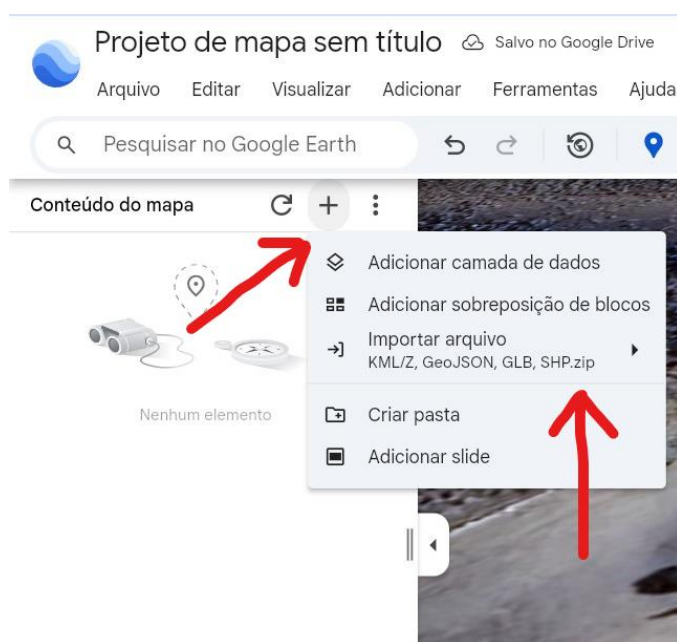 Projeto de mapa sem título
Salvo no Google Drive
Arquivo Editar Visualizar Adicionar Ferramentas Ajuda
Pesquisar no Google Earth
Conteúdo do mapa
Adicionar camada de dados
Adicionar sobreposição de blocos
Importar arquivo
KML/Z, GeoJSON, GLB, SHP.zip
Nenhum elemento
Criar pasta
Adicionar slide